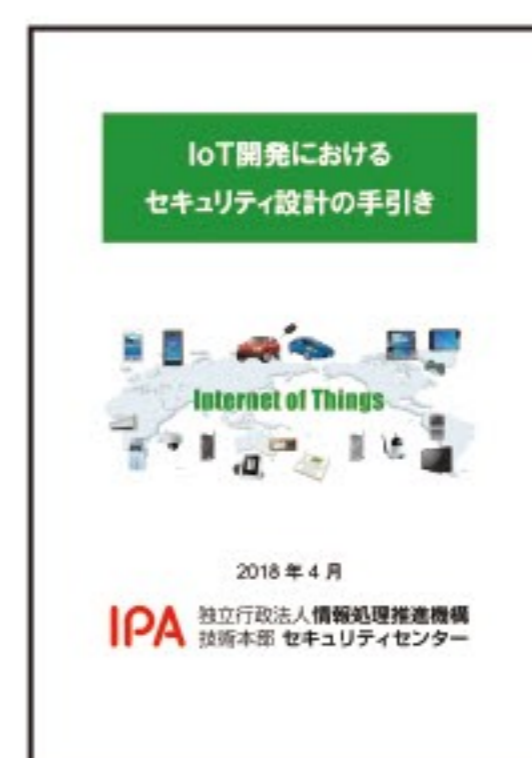 IoT開発における
セキュリティ設計の手引き
Internet of Things
2018年4月
IPA 独立行政法人情報処理推進機構
技術本部 セキュリティセンター